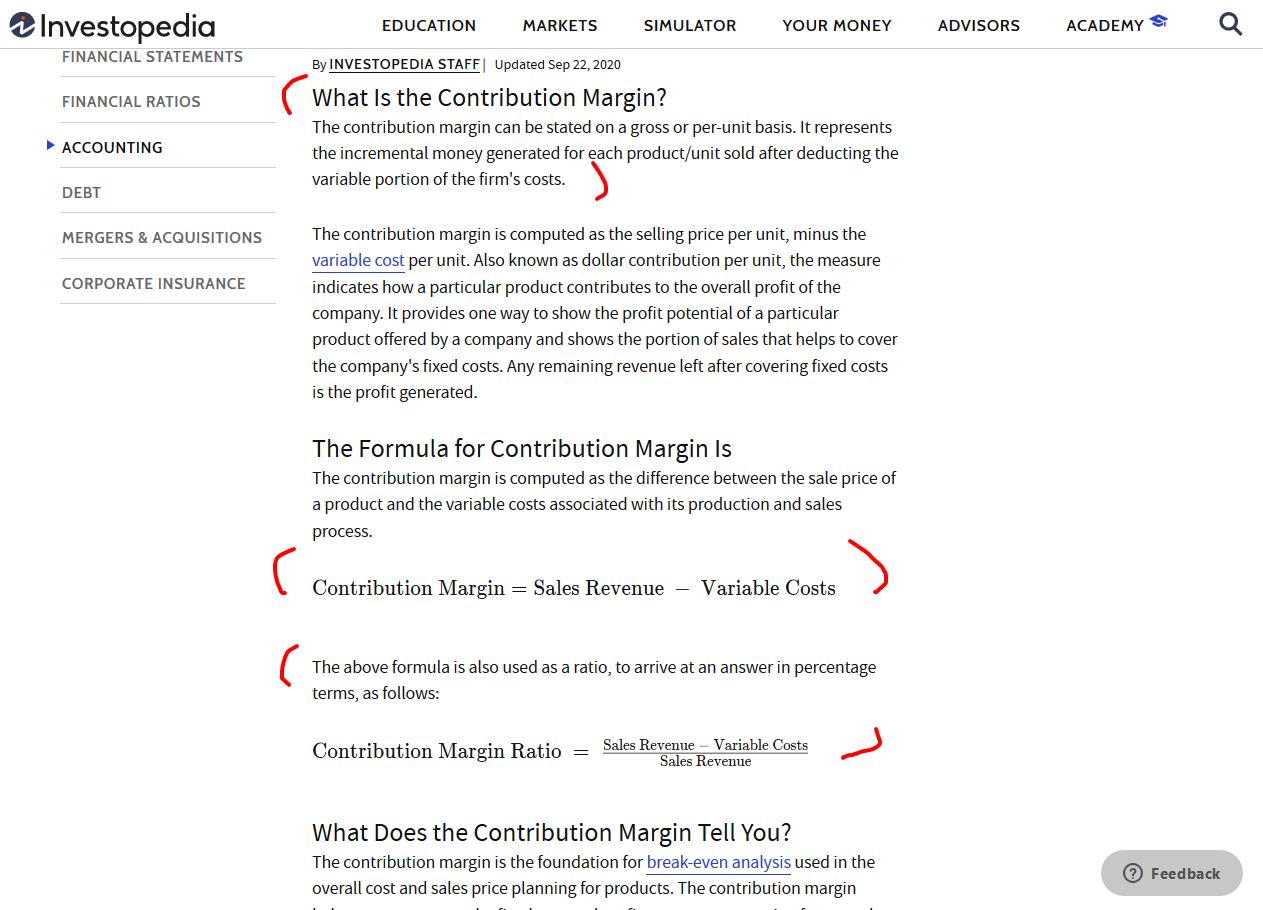 Investopedia
EDUCATION
MARKETS
SIMULATOR
YOUR MONEY
ADVISORS
ACADEMY
FINANCIAL STATEMENTS
FINANCIAL RATIOS
ACCOUNTING
DEBT
MERGERS & ACQUISITIONS
CORPORATE INSURANCE
By INVESTOPEDIA STAFF | Updated Sep 22, 2020
What Is the Contribution Margin?
The contribution margin can be stated on a gross or per-unit basis. It represents
the incremental money generated for each product/unit sold after deducting the
variable portion of the firm's costs.
The contribution margin is computed as the selling price per unit, minus the
variable cost per unit. Also known as dollar contribution per unit, the measure
indicates how a particular product contributes to the overall profit of the
company. It provides one way to show the profit potential of a particular
product offered by a company and shows the portion of sales that helps to cover
the company's fixed costs. Any remaining revenue left after covering fixed costs
is the profit generated.
The Formula for Contribution Margin Is
The contribution margin is computed as the difference between the sale price of
a product and the variable costs associated with its production and sales
process.
Contribution Margin = Sales Revenue − Variable Costs
The above formula is also used as a ratio, to arrive at an answer in percentage
terms, as follows:
Contribution Margin Ratio =
Sales Revenue − Variable Costs
Sales Revenue
What Does the Contribution Margin Tell You?
The contribution margin is the foundation for break-even analysis used in the
overall cost and sales price planning for products. The contribution margin
Feedback